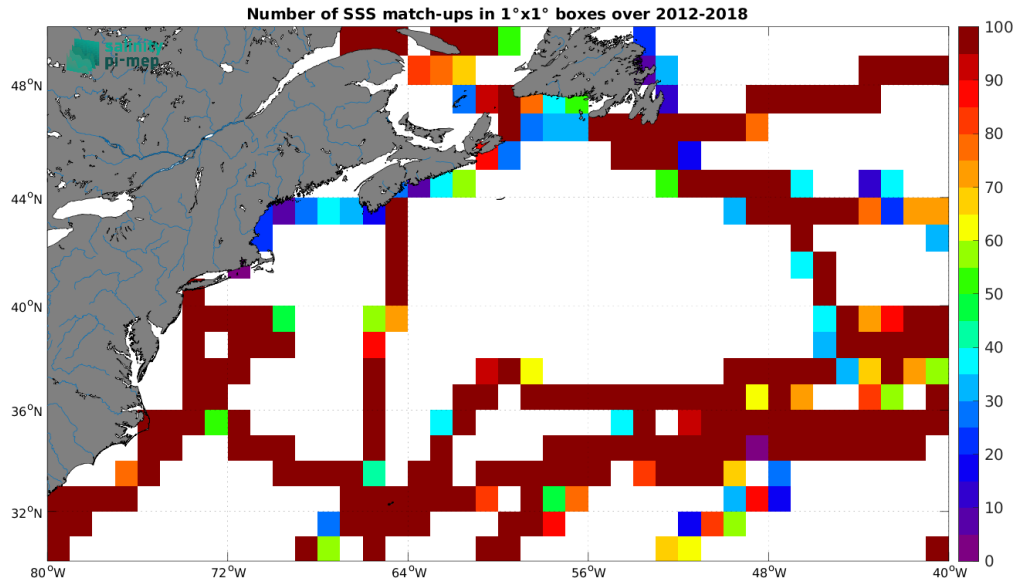 Number of SSS match-ups in 1°x1° boxes over 2012-2018
salinity
pi-mep
48°N
44°N
40°N
36°N
32°N
80°W
72°W
64°W
56°W
48°W
40°W
100
90
80
70
60
50
40
30
20
10
0